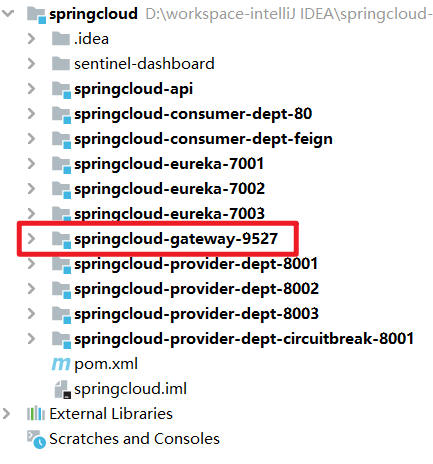 springcloud D:\workspace-intelliJ IDEA\springcloud-
.idea
sentinel-dashboard
springcloud-api
springcloud-consumer-dept-80
springcloud-consumer-dept-feign
springcloud-eureka-7001
springcloud-eureka-7002
springcloud-eureka-7003
springcloud-gateway-9527
springcloud-provider-dept-8001
springcloud-provider-dept-8002
springcloud-provider-dept-8003
springcloud-provider-dept-circuitbreak-8001
m pom.xml
springcloud.iml
External Libraries
Scratches and Consoles